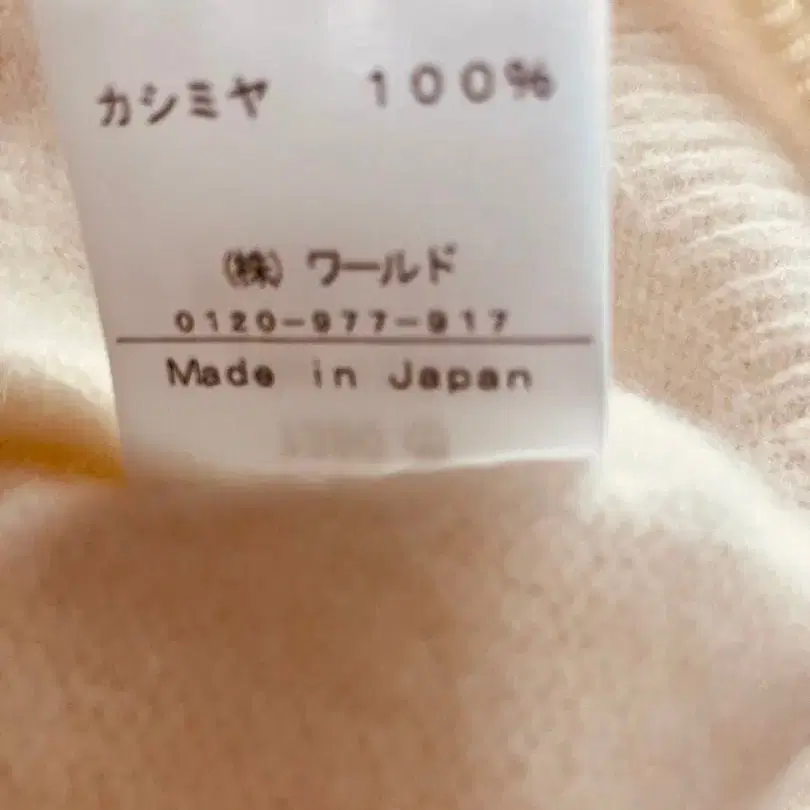 カシミヤ 100%
(株) ワールド
0120-977-917
Made in Japan